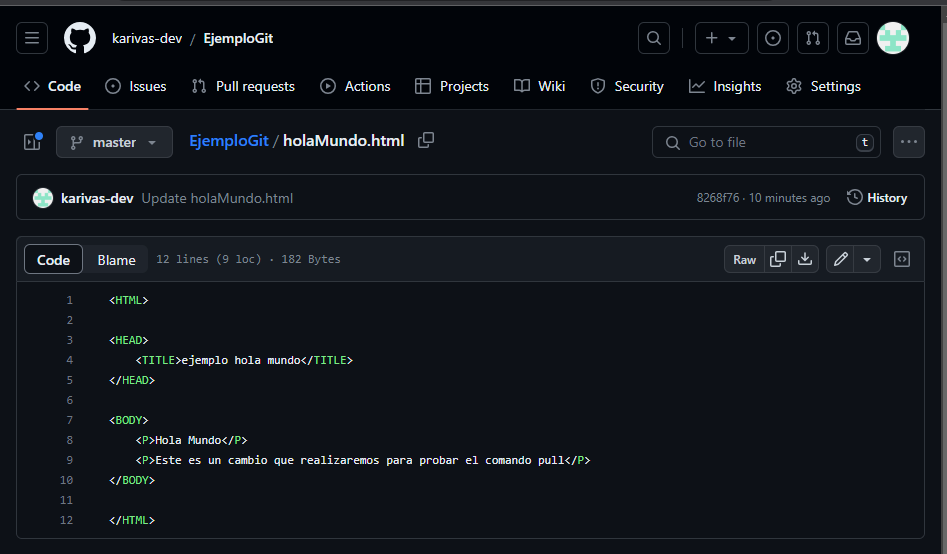 karivas-dev / EjemploGit
Code Issues Pull requests Actions Projects Wiki Security Insights Settings
master EjemploGit / holaMundo.html Go to file t
karivas-dev Update holaMundo.html 8268f76 · 10 minutes ago History
Code Blame 12 lines (9 loc) · 182 Bytes Raw
1 <HTML>
2
3 <HEAD>
4 <TITLE>ejemplo hola mundo</TITLE>
5 </HEAD>
6
7 <BODY>
8 <P>Hola Mundo</P>
9 <P>Este es un cambio que realizaremos para probar el comando pull</P>
10 </BODY>
11
12 </HTML>